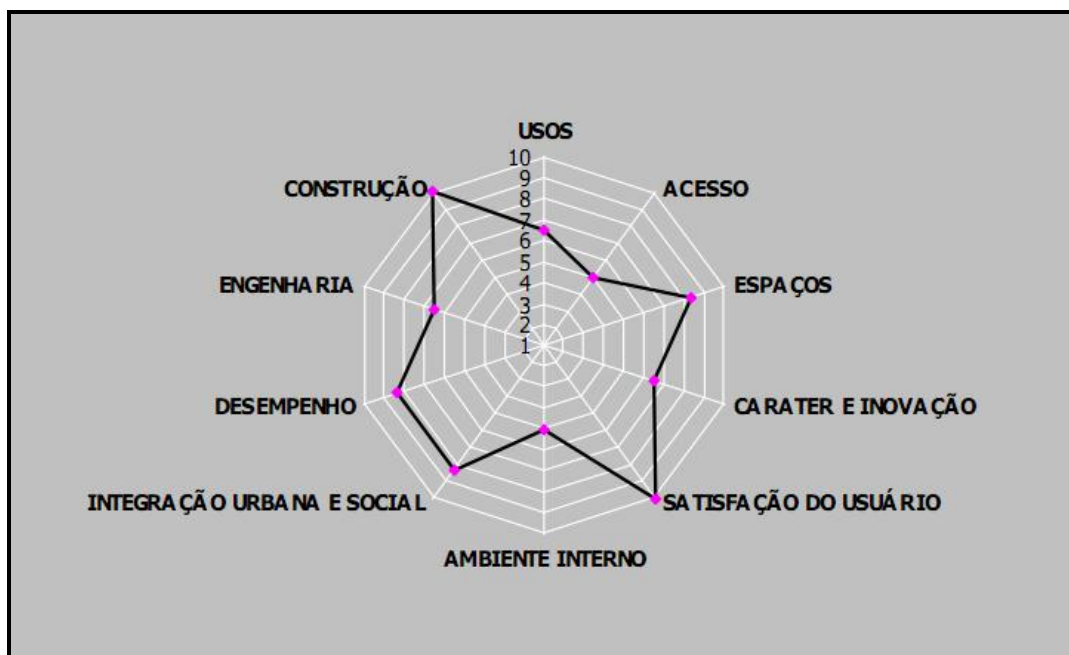 USOS
10
9
8
7
6
5
4
3
2
1
ACESSO
ESPAÇOS
CARATER E INOVAÇÃO
SATISFAÇÃO DO USUÁRIO
AMBIENTE INTERNO
INTEGRAÇÃO URBANA E SOCIAL
DESEMPENHO
ENGENHARIA
CONSTRUÇÃO